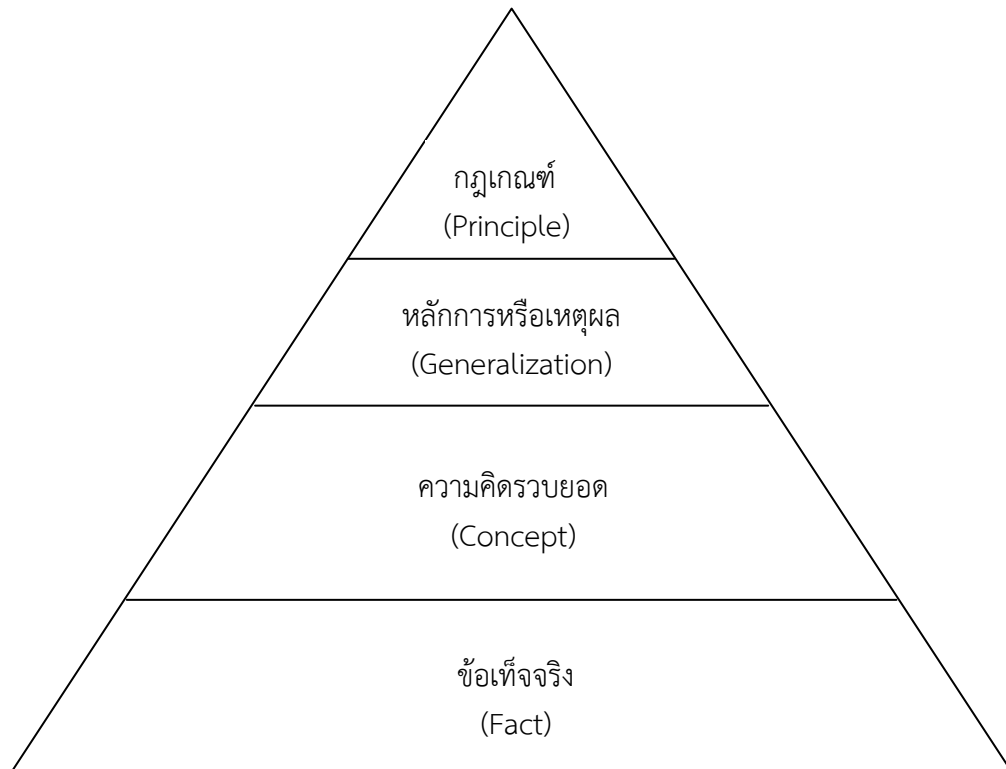 กฎเกณฑ์
(Principle)
หลักการหรือเหตุผล
(Generalization)
ความคิดรวบยอด
(Concept)
ข้อเท็จจริง
(Fact)